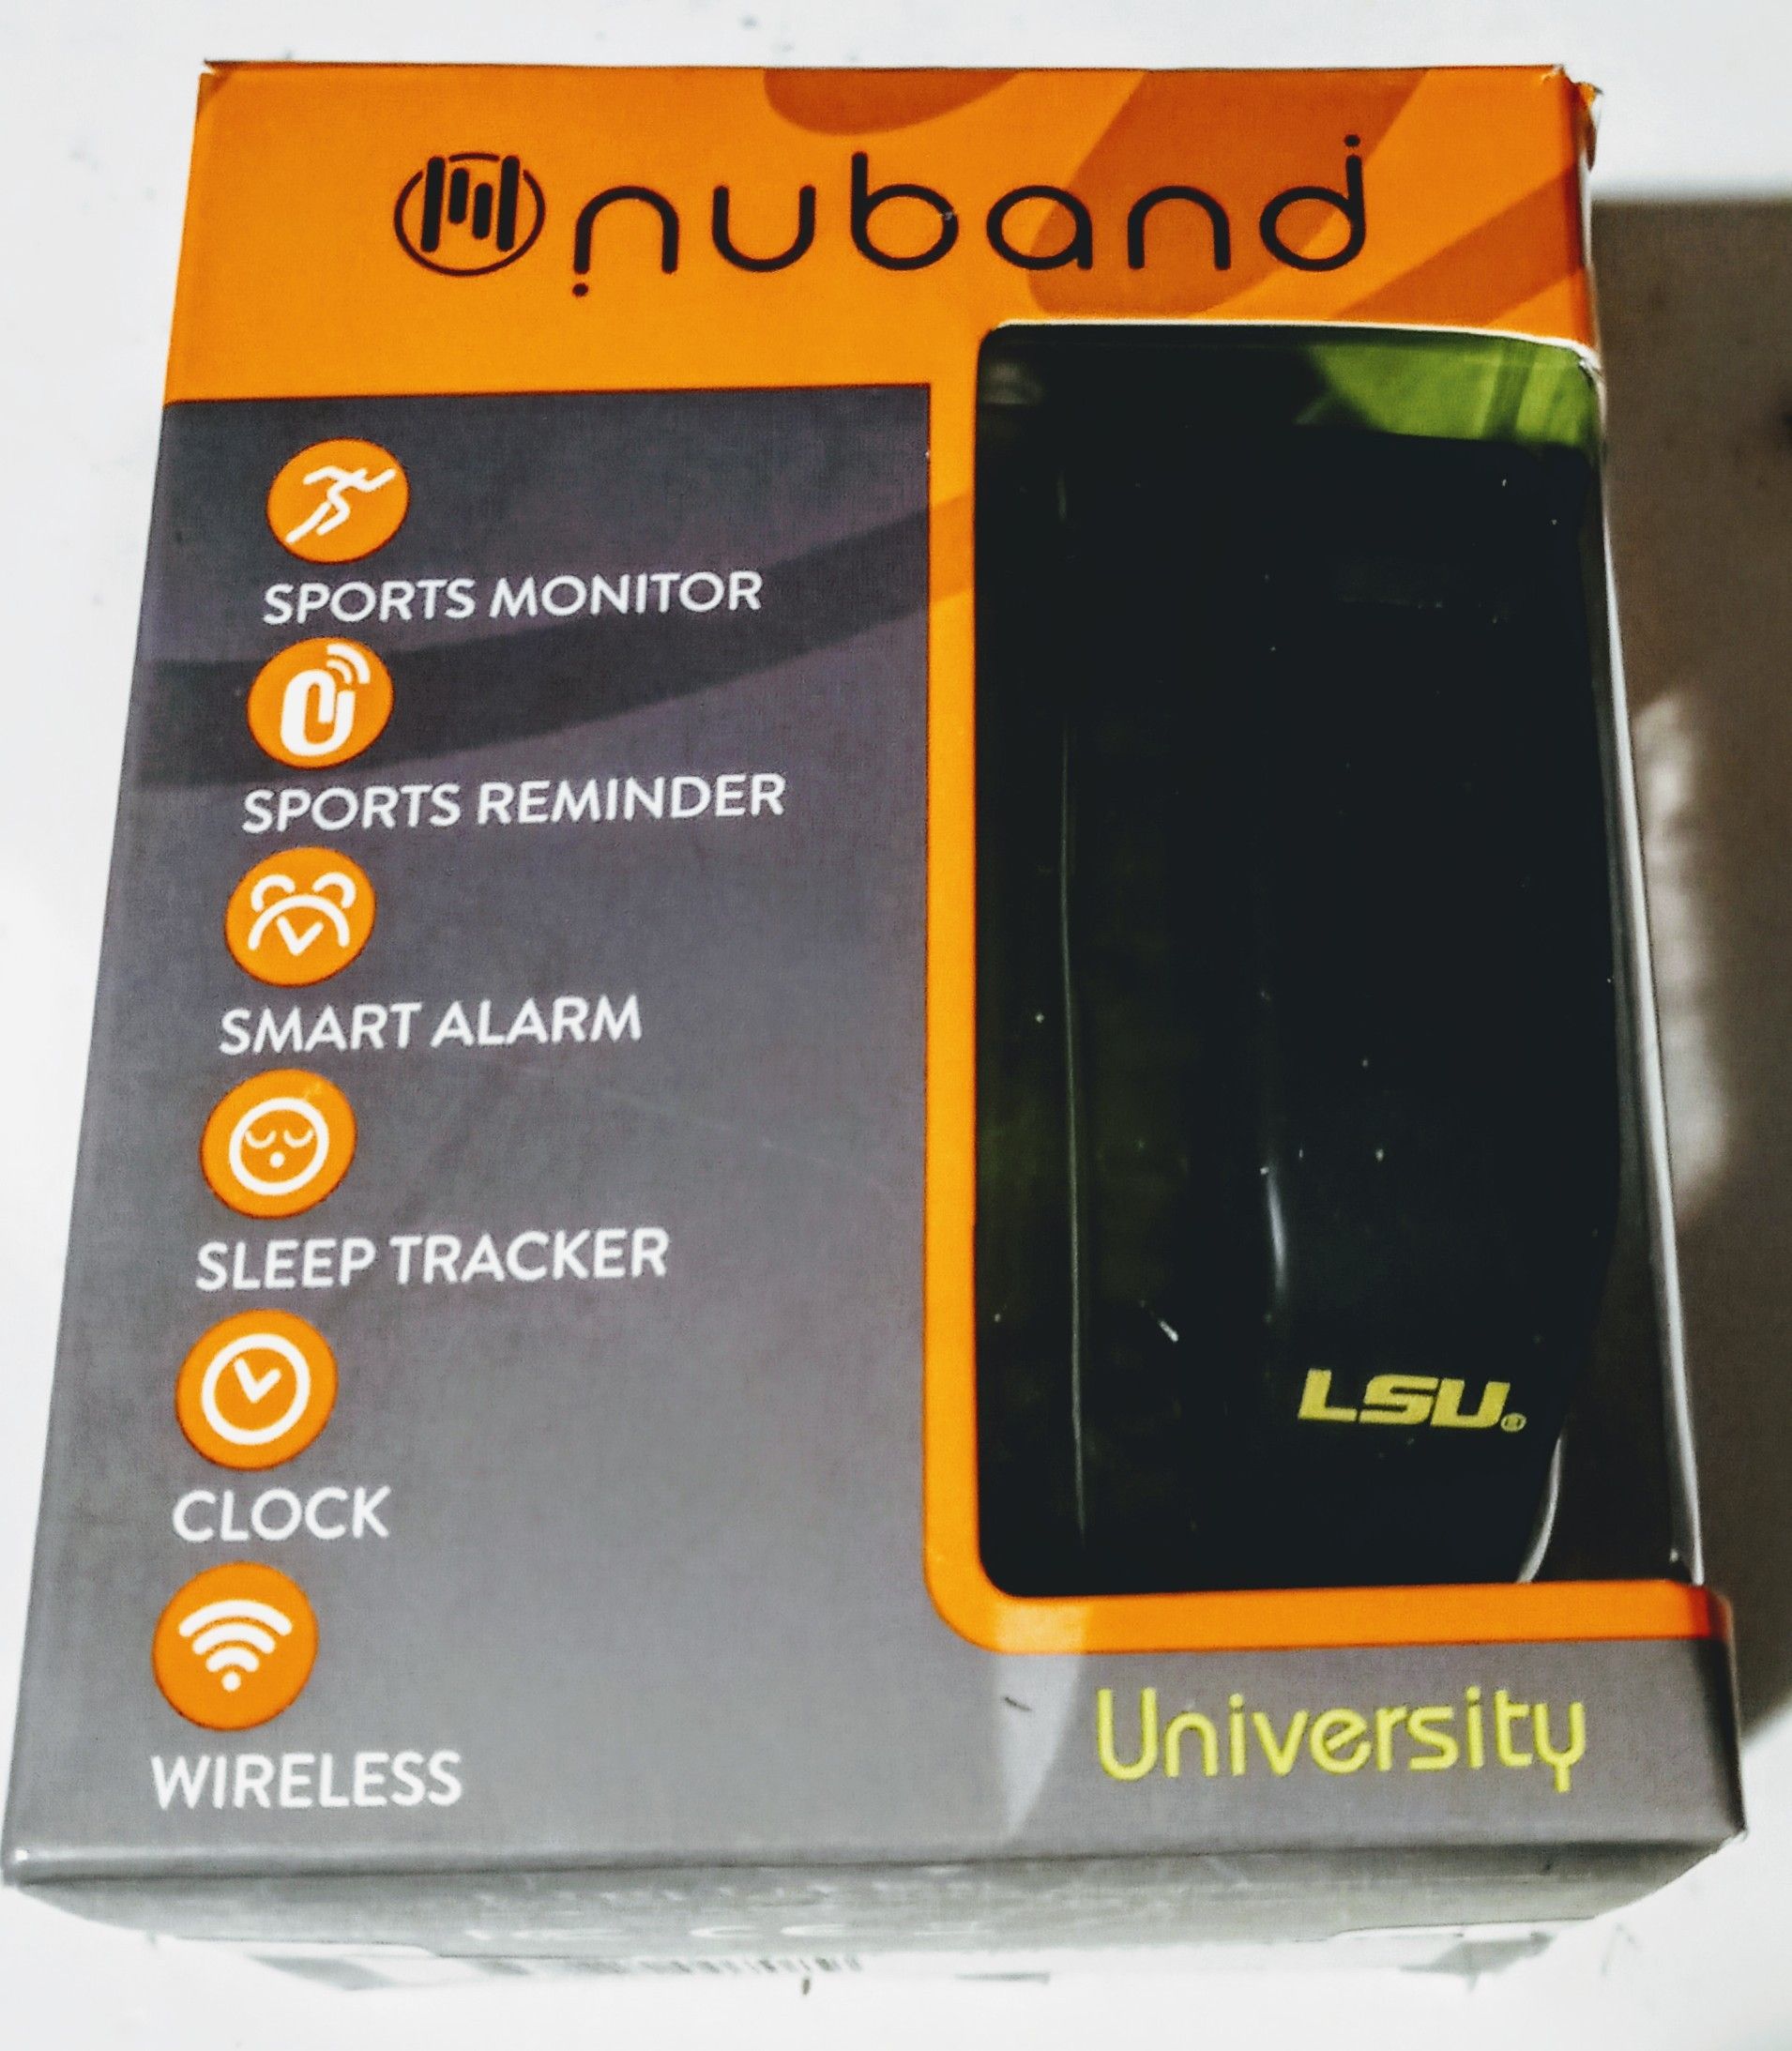 nuband
SPORTS MONITOR
SPORTS REMINDER
SMART ALARM
SLEEP TRACKER
CLOCK
WIRELESS
LSU®
University